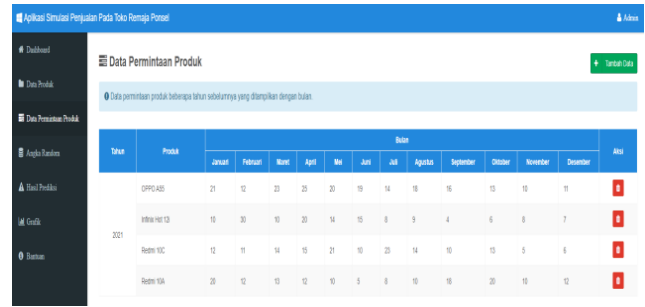 Aplikasi Simulasi Penjualan Pada Toko Remaja Ponsel
Admin
Dashboard
Data Produk
Data Permintaan Produk
Angka Random
Hasil Prediksi
Grafik
Bantuan
Data Permintaan Produk
+ Tambah Data
Data permintaan produk beberapa tahun sebelumnya yang ditampilkan dengan bulan.
Tahun Produk Bulan Aksi
Januari Februari Maret April Mei Juni Juli Agustus September Oktober November Desember
2021
OPPO A55 21 12 23 25 20 19 14 18 16 13 10 11
Infinix Hot 12i 10 30 10 20 14 15 8 9 4 6 8 7
Redmi 10C 12 11 14 15 21 10 23 14 10 13 5 6
Redmi 10A 20 12 13 12 10 5 8 10 18 20 10 12